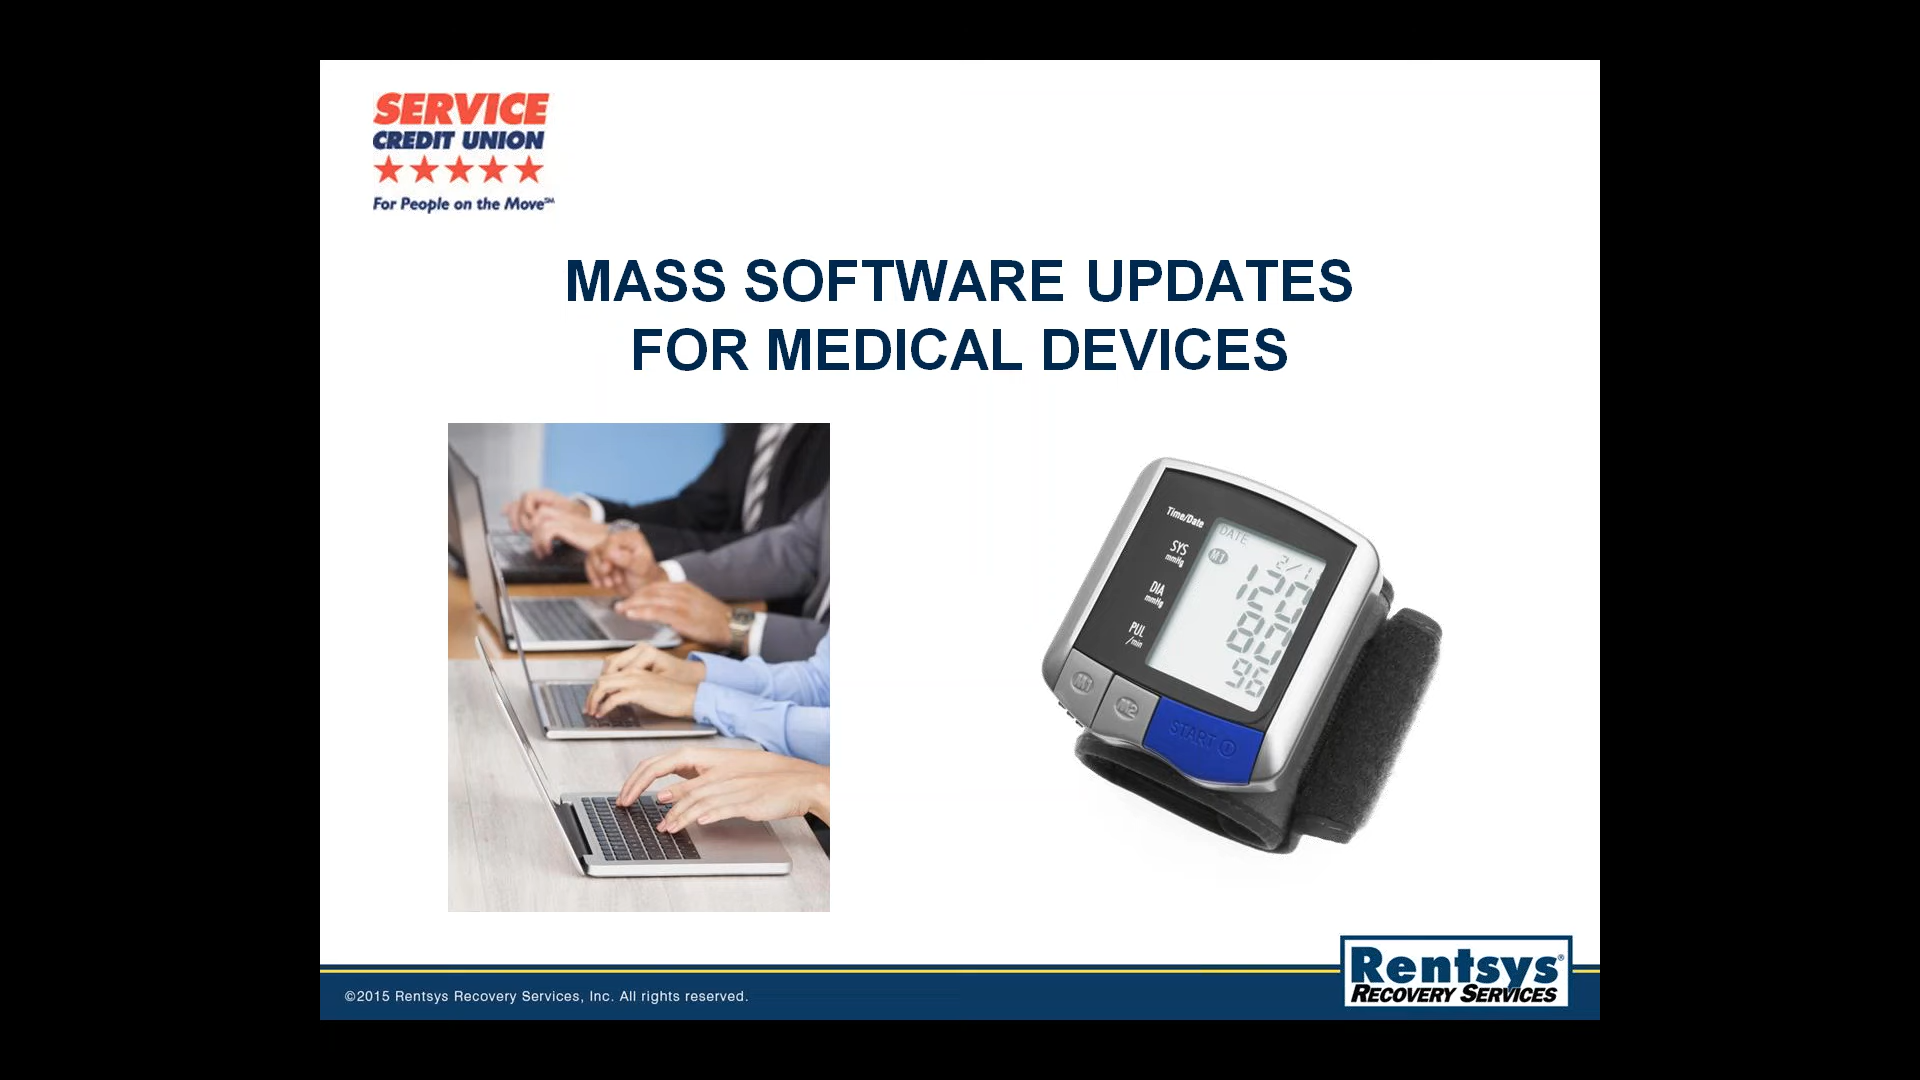 SERVICE
CREDIT UNION
For People on the Move℠
MASS SOFTWARE UPDATES
FOR MEDICAL DEVICES
Time/Date
DATE
SYS
mmHg
M1
2/1
120
DIA
mmHg
80
PUL
/min
96
M1
M2
START
©2015 Rentsys Recovery Services, Inc. All rights reserved.
Rentsys®
RECOVERY SERVICES